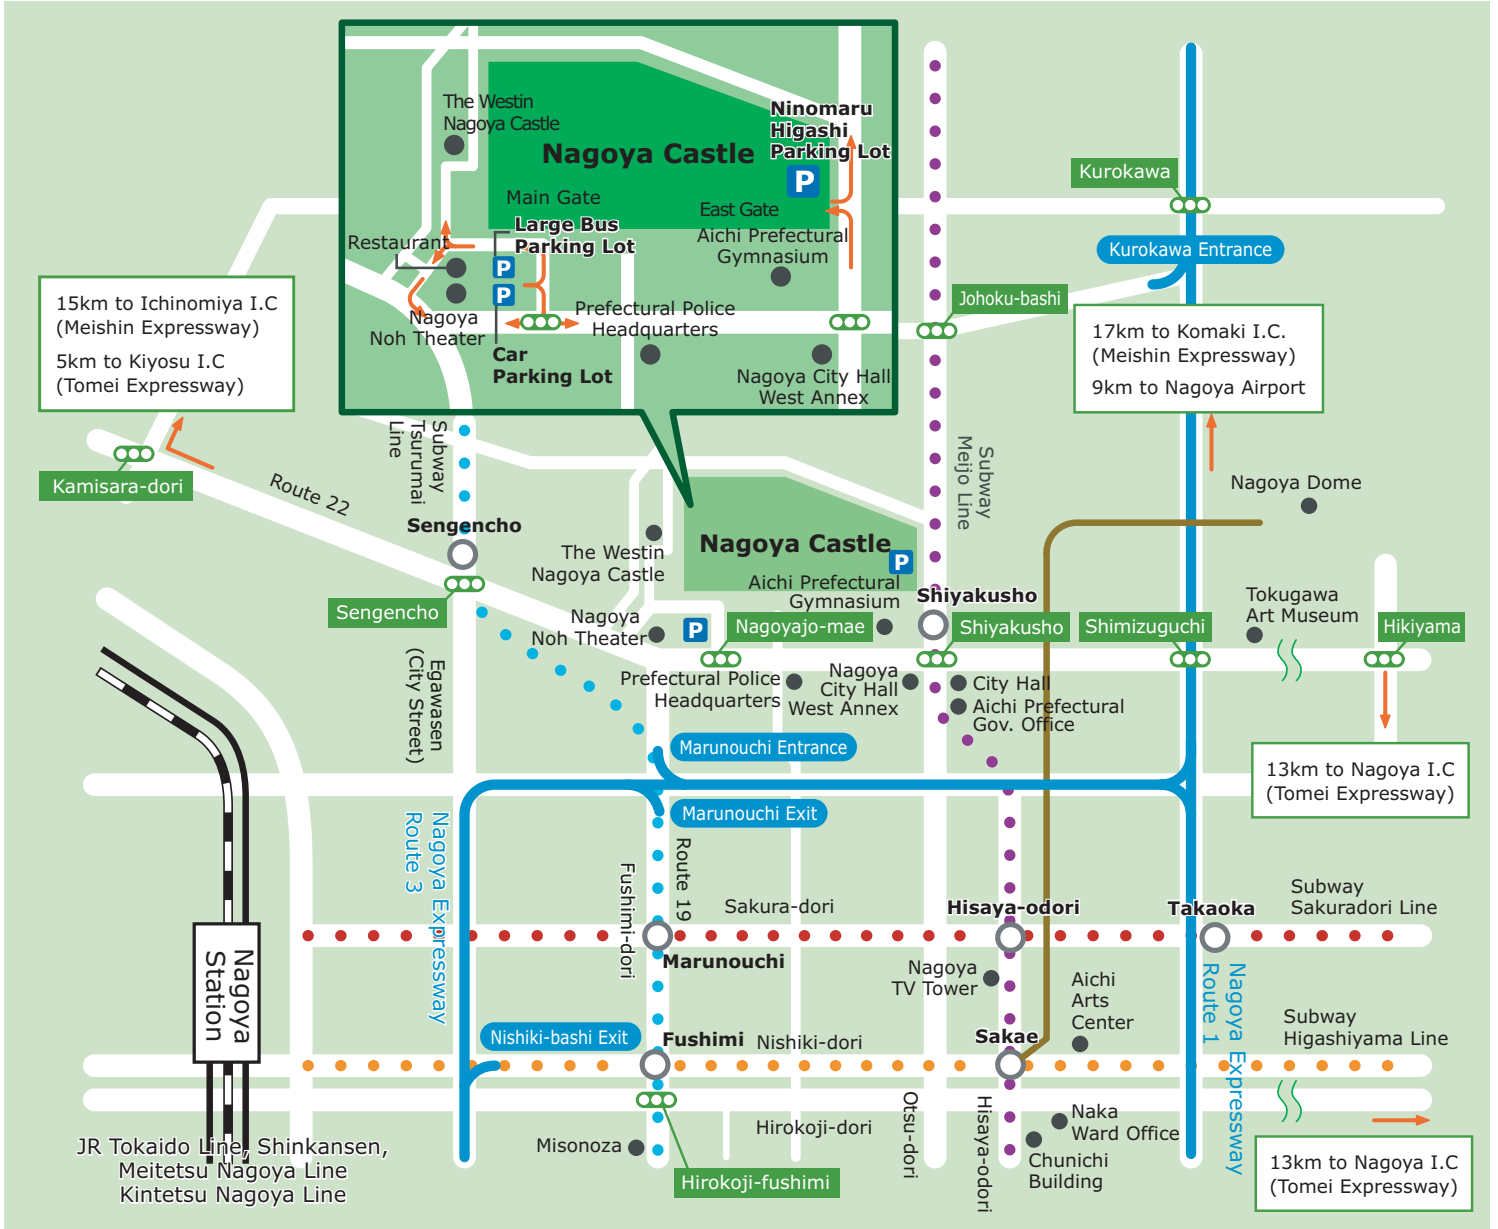 The Westin
Nagoya Castle
Nagoya Castle
Ninomaru
Higashi
Parking Lot
P
Main Gate
East Gate
Large Bus
Parking Lot
Restaurant
Aichi Prefectural
Gymnasium
P
P
Nagoya
Noh Theater
Prefectural Police
Headquarters
Car
Parking Lot
Nagoya City Hall
West Annex
Kurokawa
Kurokawa Entrance
Johoku-bashi
15km to Ichinomiya I.C
(Meishin Expressway)
5km to Kiyosu I.C
(Tomei Expressway)
17km to Komaki I.C.
(Meishin Expressway)
9km to Nagoya Airport
Kamisara-dori
Route 22
Subway
Tsurumai
Line
Subway
Meijo Line
Nagoya Dome
Sengencho
Sengencho
The Westin
Nagoya Castle
Nagoya Castle
P
Aichi Prefectural
Gymnasium
Shiyakusho
Nagoya
Noh Theater
P
Nagoyajo-mae
Shiyakusho
Shimizuguchi
Tokugawa
Art Museum
Hikiyama
Egawasen
(City Street)
Prefectural Police
Headquarters
Nagoya
City Hall
West Annex
City Hall
Aichi Prefectural
Gov. Office
Marunouchi Entrance
Marunouchi Exit
13km to Nagoya I.C
(Tomei Expressway)
Nagoya Expressway
Route 3
Fushimi-dori
Route 19
Sakura-dori
Hisaya-odori
Takaoka
Subway
Sakuradori Line
Marunouchi
Nagoya
Station
Nagoya
TV Tower
Aichi
Arts
Center
Nagoya Expressway
Route 1
Nishiki-bashi Exit
Fushimi
Nishiki-dori
Sakae
Subway
Higashiyama Line
Otsu-dori
Hisaya-odori
Hirokoji-dori
Naka
Ward Office
Chunichi
Building
Misonoza
Hirokoji-fushimi
JR Tokaido Line, Shinkansen,
Meitetsu Nagoya Line
Kintetsu Nagoya Line
13km to Nagoya I.C
(Tomei Expressway)